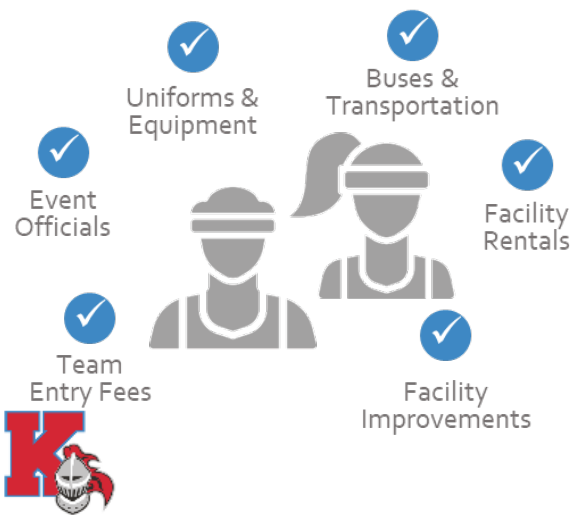 Uniforms &
Equipment
Buses &
Transportation
Event
Officials
Facility
Rentals
Team
Entry Fees
Facility
Improvements
K